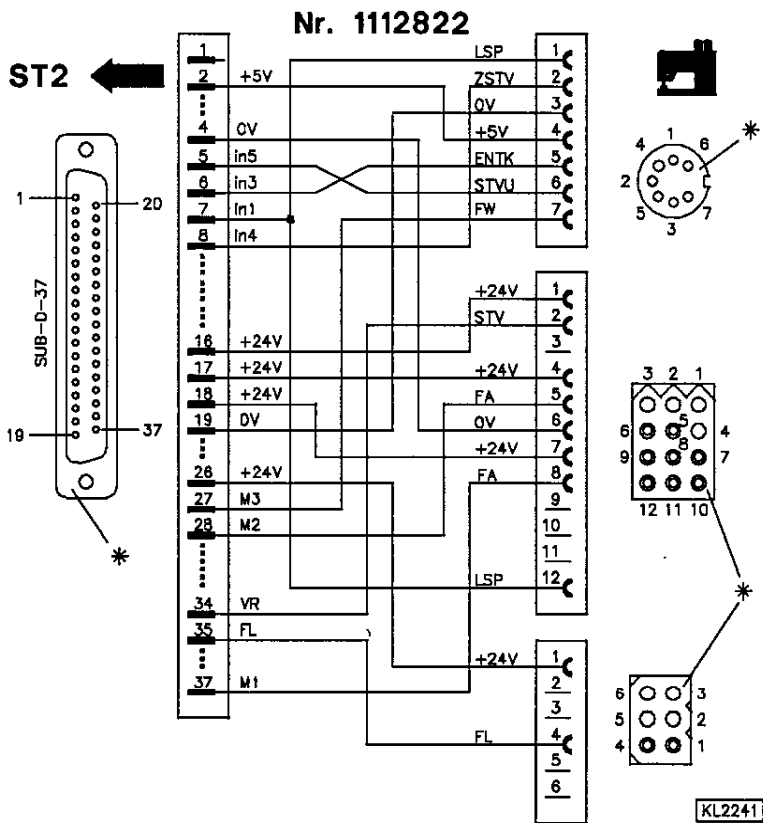 Nr. 1112822
ST2
SUB-D-37
1
20
19
37
*
1
2 +5V
4 0V
5 in5
6 in3
7 in1
8 in4
16 +24V
17 +24V
18 +24V
19 0V
26 +24V
27 M3
28 M2
34 VR
35 FL
37 M1
LSP 1
ZSTV 2
0V 3
+5V 4
ENTK 5
STVU 6
FW 7
+24V 1
STV 2
3
+24V 4
FA 5
0V 6
+24V 7
FA 8
9
10
11
LSP 12
+24V 1
2
3
FL 4
5
6
1
4 6
2
5 7
3
*
3 2 1
6 5 4
9 8 7
12 11 10
*
6 3
5 2
4 1
KL2241